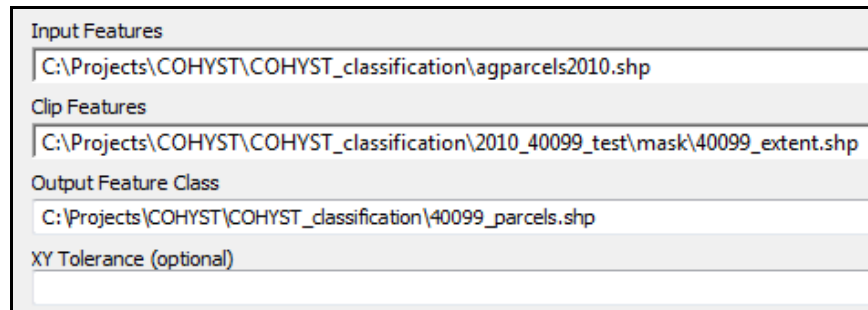 Input Features
C:\Projects\COHYST\COHYST_classification\agparcels2010.shp
Clip Features
C:\Projects\COHYST\COHYST_classification\2010_40099_test\mask\40099_extent.shp
Output Feature Class
C:\Projects\COHYST\COHYST_classification\40099_parcels.shp
XY Tolerance (optional)